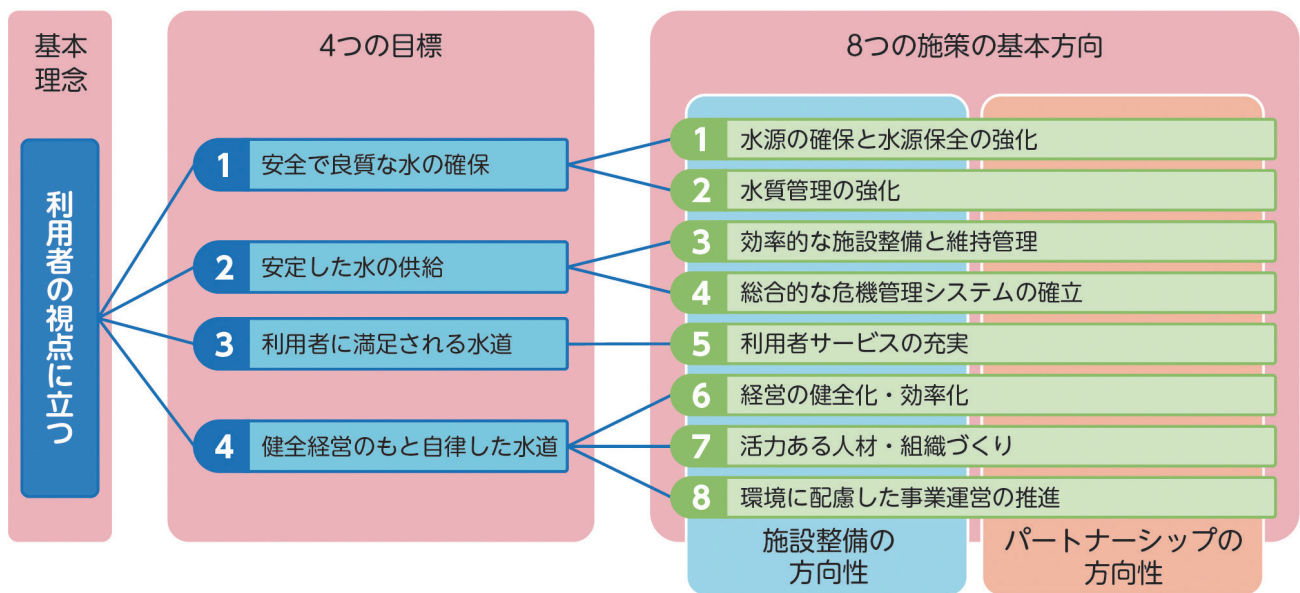 基本
理念
利用者の視点に立つ
4つの目標
1 安全で良質な水の確保
2 安定した水の供給
3 利用者に満足される水道
4 健全経営のもと自律した水道
8つの施策の基本方向
1 水源の確保と水源保全の強化
2 水質管理の強化
3 効率的な施設整備と維持管理
4 総合的な危機管理システムの確立
5 利用者サービスの充実
6 経営の健全化・効率化
7 活力ある人材・組織づくり
8 環境に配慮した事業運営の推進
施設整備の
方向性
パートナーシップの
方向性